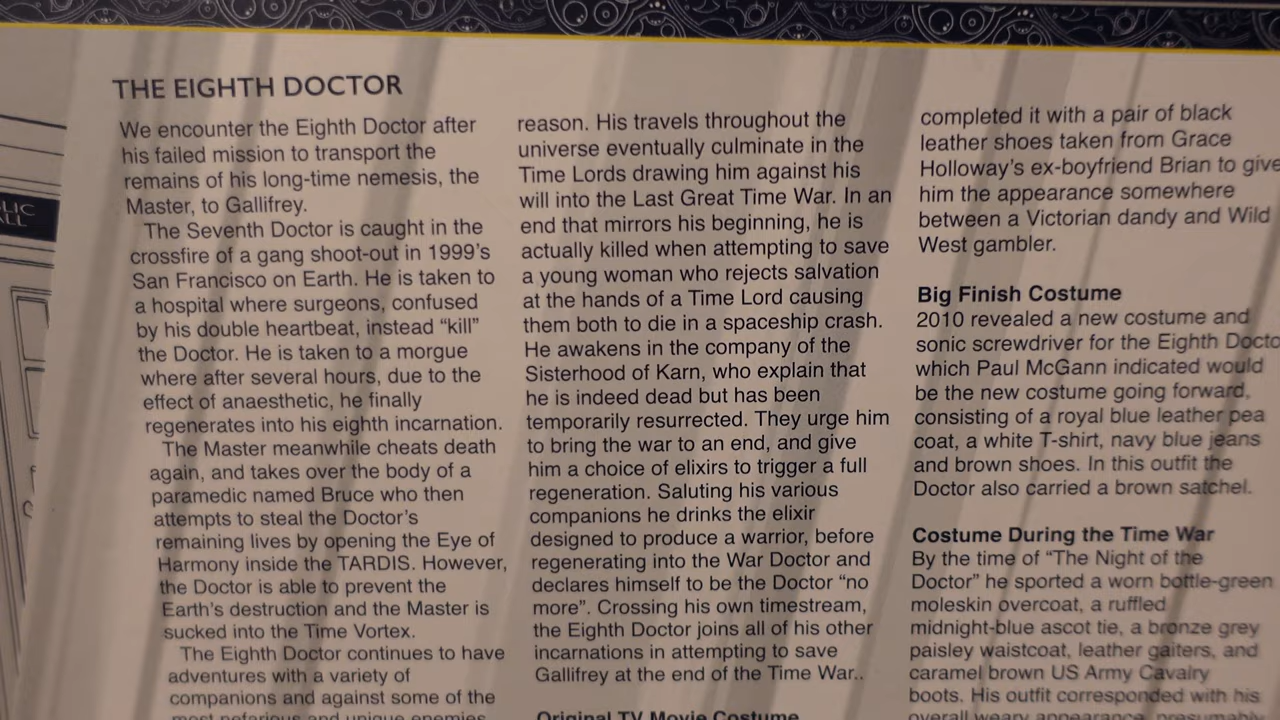 THE EIGHTH DOCTOR
We encounter the Eighth Doctor after
his failed mission to transport the
remains of his long-time nemesis, the
Master, to Gallifrey.
The Seventh Doctor is caught in the
crossfire of a gang shoot-out in 1999's
San Francisco on Earth. He is taken to
a hospital where surgeons, confused
by his double heartbeat, instead “kill”
the Doctor. He is taken to a morgue
where after several hours, due to the
effect of anaesthetic, he finally
regenerates into his eighth incarnation.
The Master meanwhile cheats death
again, and takes over the body of a
paramedic named Bruce who then
attempts to steal the Doctor's
remaining lives by opening the Eye of
Harmony inside the TARDIS. However,
the Doctor is able to prevent the
Earth's destruction and the Master is
sucked into the Time Vortex.
The Eighth Doctor continues to have
adventures with a variety of
companions and against some of the
most notorious and unique enemies
reason. His travels throughout the
universe eventually culminate in the
Time Lords drawing him against his
will into the Last Great Time War. In an
end that mirrors his beginning, he is
actually killed when attempting to save
a young woman who rejects salvation
at the hands of a Time Lord causing
them both to die in a spaceship crash.
He awakens in the company of the
Sisterhood of Karn, who explain that
he is indeed dead but has been
temporarily resurrected. They urge him
to bring the war to an end, and give
him a choice of elixirs to trigger a full
regeneration. Saluting his various
companions he drinks the elixir
designed to produce a warrior, before
regenerating into the War Doctor and
declares himself to be the Doctor “no
more”. Crossing his own timestream,
the Eighth Doctor joins all of his other
incarnations in attempting to save
Gallifrey at the end of the Time War..
Original TV Movie Costume
completed it with a pair of black
leather shoes taken from Grace
Holloway's ex-boyfriend Brian to give
him the appearance somewhere
between a Victorian dandy and Wild
West gambler.
Big Finish Costume
2010 revealed a new costume and
sonic screwdriver for the Eighth Docto
which Paul McGann indicated would
be the new costume going forward,
consisting of a royal blue leather pea
coat, a white T-shirt, navy blue jeans
and brown shoes. In this outfit the
Doctor also carried a brown satchel.
Costume During the Time War
By the time of “The Night of the
Doctor” he sported a worn bottle-green
moleskin overcoat, a ruffled
midnight-blue ascot tie, a bronze grey
paisley waistcoat, leather gaiters, and
caramel brown US Army Cavalry
boots. His outfit corresponded with his
overall weary appearance